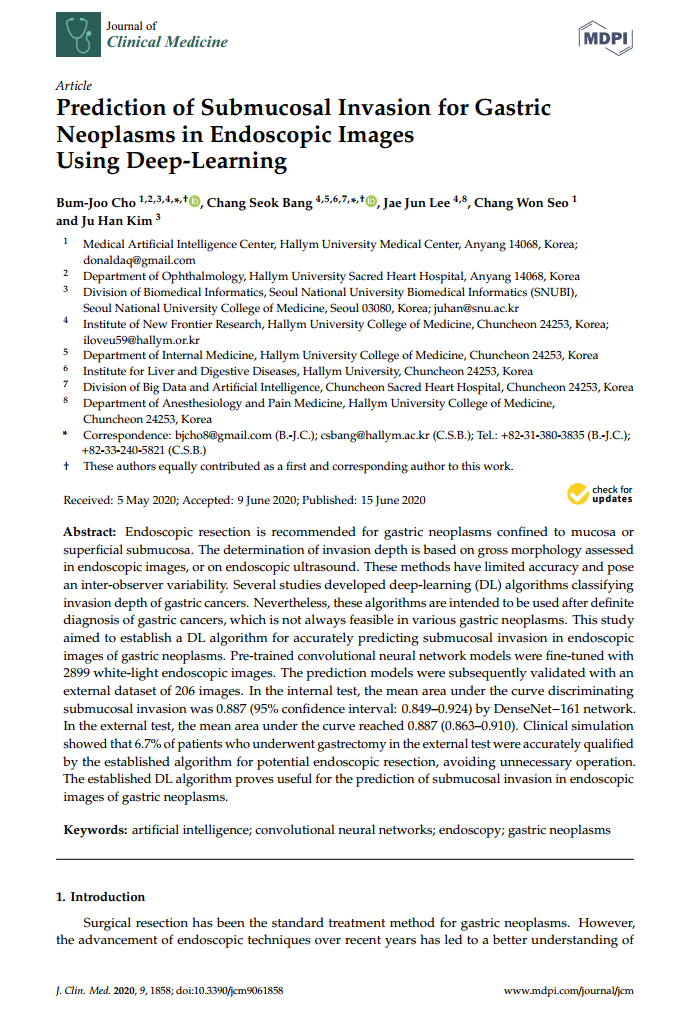 Journal of
Clinical Medicine
MDPI
Article
Prediction of Submucosal Invasion for Gastric
Neoplasms in Endoscopic Images
Using Deep-Learning
Bum-Joo Cho 1,2,3,4,*,† iD, Chang Seok Bang 4,5,6,7,*,† iD, Jae Jun Lee 4,8, Chang Won Seo 1
and Ju Han Kim 3
1 Medical Artificial Intelligence Center, Hallym University Medical Center, Anyang 14068, Korea;
donaldaq@gmail.com
2 Department of Ophthalmology, Hallym University Sacred Heart Hospital, Anyang 14068, Korea
3 Division of Biomedical Informatics, Seoul National University Biomedical Informatics (SNUBI),
Seoul National University College of Medicine, Seoul 03080, Korea; juhan@snu.ac.kr
4 Institute of New Frontier Research, Hallym University College of Medicine, Chuncheon 24253, Korea;
iloveu59@hallym.or.kr
5 Department of Internal Medicine, Hallym University College of Medicine, Chuncheon 24253, Korea
6 Institute for Liver and Digestive Diseases, Hallym University, Chuncheon 24253, Korea
7 Division of Big Data and Artificial Intelligence, Chuncheon Sacred Heart Hospital, Chuncheon 24253, Korea
8 Department of Anesthesiology and Pain Medicine, Hallym University College of Medicine,
Chuncheon 24253, Korea
* Correspondence: bjcho8@gmail.com (B.-J.C.); csbang@hallym.ac.kr (C.S.B.); Tel.: +82-31-380-3835 (B.-J.C.);
+82-33-240-5821 (C.S.B.)
† These authors equally contributed as a first and corresponding author to this work.
Received: 5 May 2020; Accepted: 9 June 2020; Published: 15 June 2020
check for
updates
Abstract: Endoscopic resection is recommended for gastric neoplasms confined to mucosa or
superficial submucosa. The determination of invasion depth is based on gross morphology assessed
in endoscopic images, or on endoscopic ultrasound. These methods have limited accuracy and pose
an inter-observer variability. Several studies developed deep-learning (DL) algorithms classifying
invasion depth of gastric cancers. Nevertheless, these algorithms are intended to be used after definite
diagnosis of gastric cancers, which is not always feasible in various gastric neoplasms. This study
aimed to establish a DL algorithm for accurately predicting submucosal invasion in endoscopic
images of gastric neoplasms. Pre-trained convolutional neural network models were fine-tuned with
2899 white-light endoscopic images. The prediction models were subsequently validated with an
external dataset of 206 images. In the internal test, the mean area under the curve discriminating
submucosal invasion was 0.887 (95% confidence interval: 0.849–0.924) by DenseNet−161 network.
In the external test, the mean area under the curve reached 0.887 (0.863–0.910). Clinical simulation
showed that 6.7% of patients who underwent gastrectomy in the external test were accurately qualified
by the established algorithm for potential endoscopic resection, avoiding unnecessary operation.
The established DL algorithm proves useful for the prediction of submucosal invasion in endoscopic
images of gastric neoplasms.
Keywords: artificial intelligence; convolutional neural networks; endoscopy; gastric neoplasms
1. Introduction
Surgical resection has been the standard treatment method for gastric neoplasms. However,
the advancement of endoscopic techniques over recent years has led to a better understanding of
J. Clin. Med. 2020, 9, 1858; doi:10.3390/jcm9061858
www.mdpi.com/journal/jcm